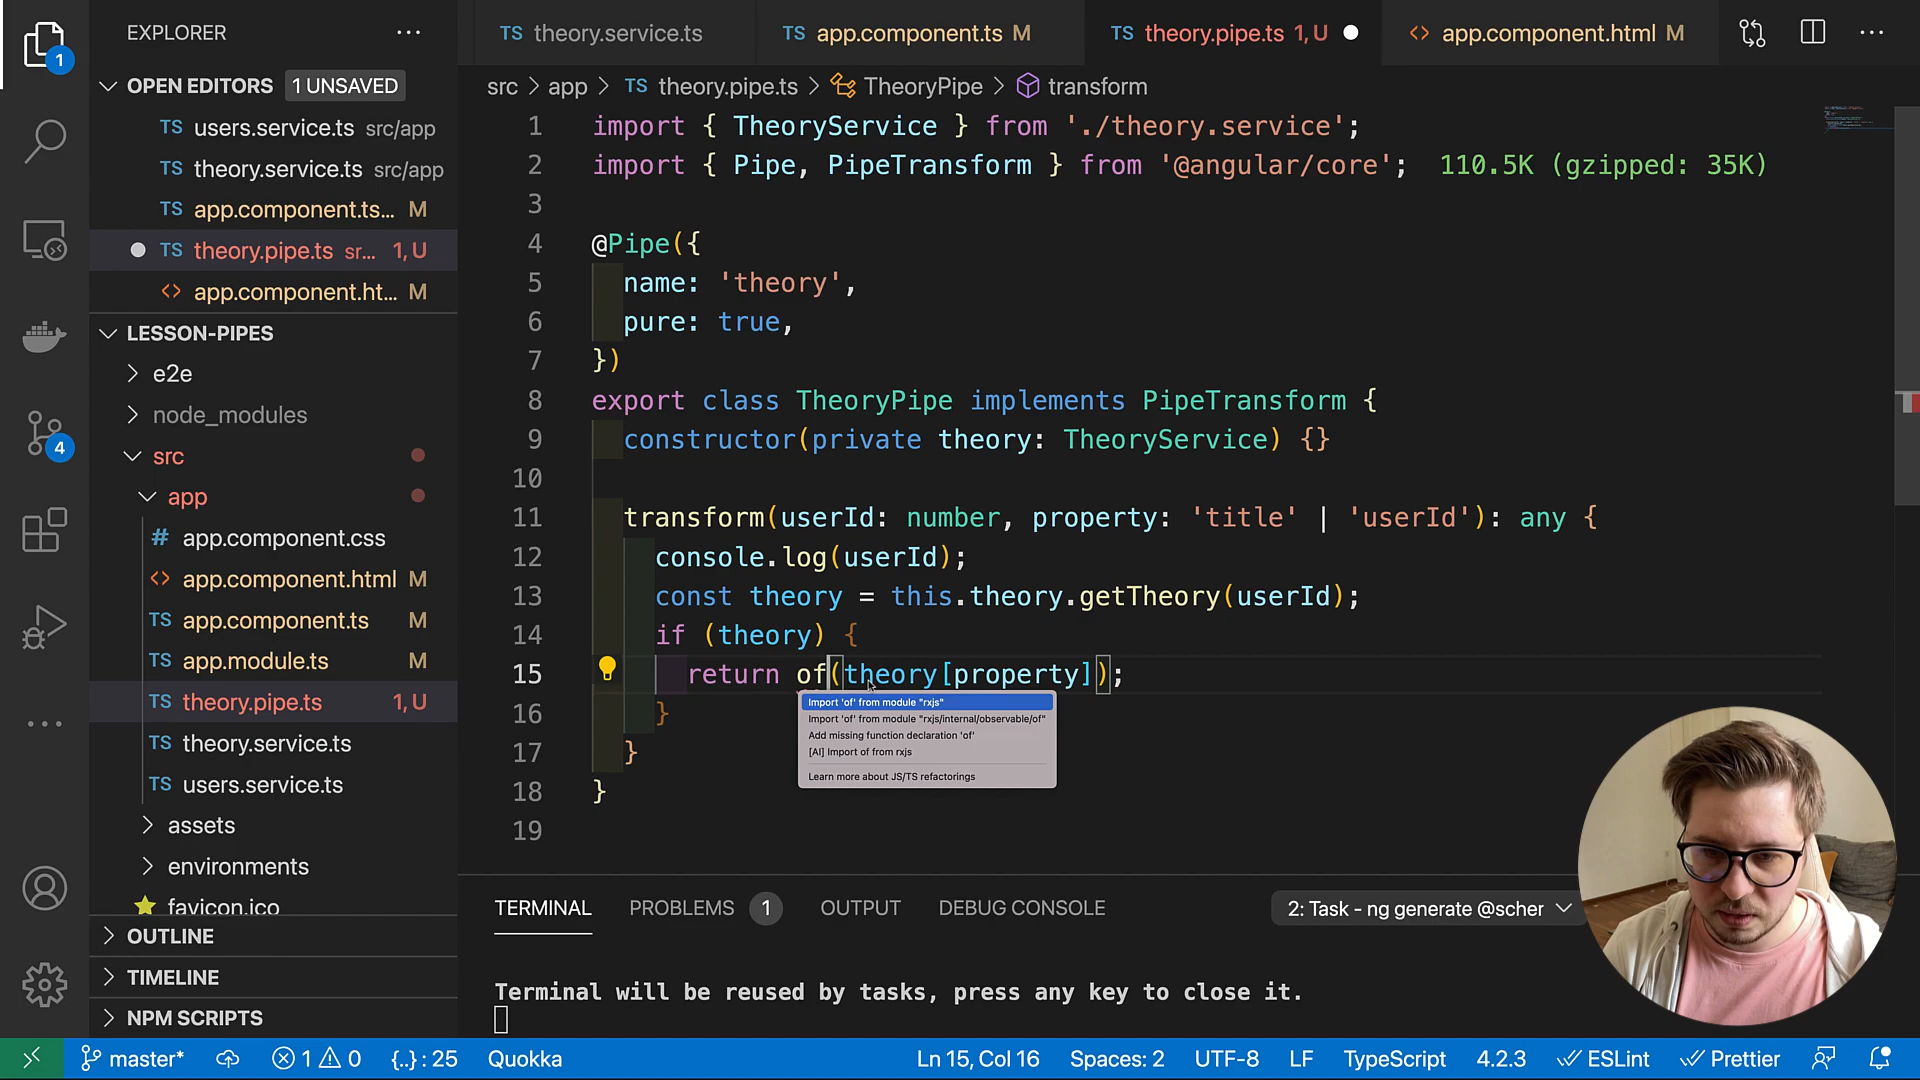 EXPLORER
OPEN EDITORS
1 UNSAVED
TS users.service.ts src/app
TS theory.service.ts src/app
TS app.component.ts... M
TS theory.pipe.ts sr... 1, U
<> app.component.ht... M
LESSON-PIPES
e2e
node_modules
src
app
# app.component.css
<> app.component.html M
TS app.component.ts M
TS app.module.ts M
TS theory.pipe.ts 1, U
TS theory.service.ts
TS users.service.ts
assets
environments
favicon.ico
OUTLINE
TIMELINE
NPM SCRIPTS
1
4
TS theory.service.ts
TS app.component.ts M
TS theory.pipe.ts 1, U
<> app.component.html M
src > app > TS theory.pipe.ts > TheoryPipe > transform
1 import { TheoryService } from './theory.service';
2 import { Pipe, PipeTransform } from '@angular/core'; 110.5K (gzipped: 35K)
3
4 @Pipe({
5 name: 'theory',
6 pure: true,
7 })
8 export class TheoryPipe implements PipeTransform {
9 constructor(private theory: TheoryService) {}
10
11 transform(userId: number, property: 'title' | 'userId'): any {
12 console.log(userId);
13 const theory = this.theory.getTheory(userId);
14 if (theory) {
15 return of(theory[property]);
16 }
17 }
18 }
19
Import 'of' from module "rxjs"
Import 'of' from module "rxjs/internal/observable/of"
Add missing function declaration 'of'
[AI] Import of from rxjs
Learn more about JS/TS refactorings
TERMINAL PROBLEMS 1 OUTPUT DEBUG CONSOLE
2: Task - ng generate @scher
Terminal will be reused by tasks, press any key to close it.
master* 1 0 {..} : 25 Quokka
Ln 15, Col 16 Spaces: 2 UTF-8 LF TypeScript 4.2.3 ESLint Prettier